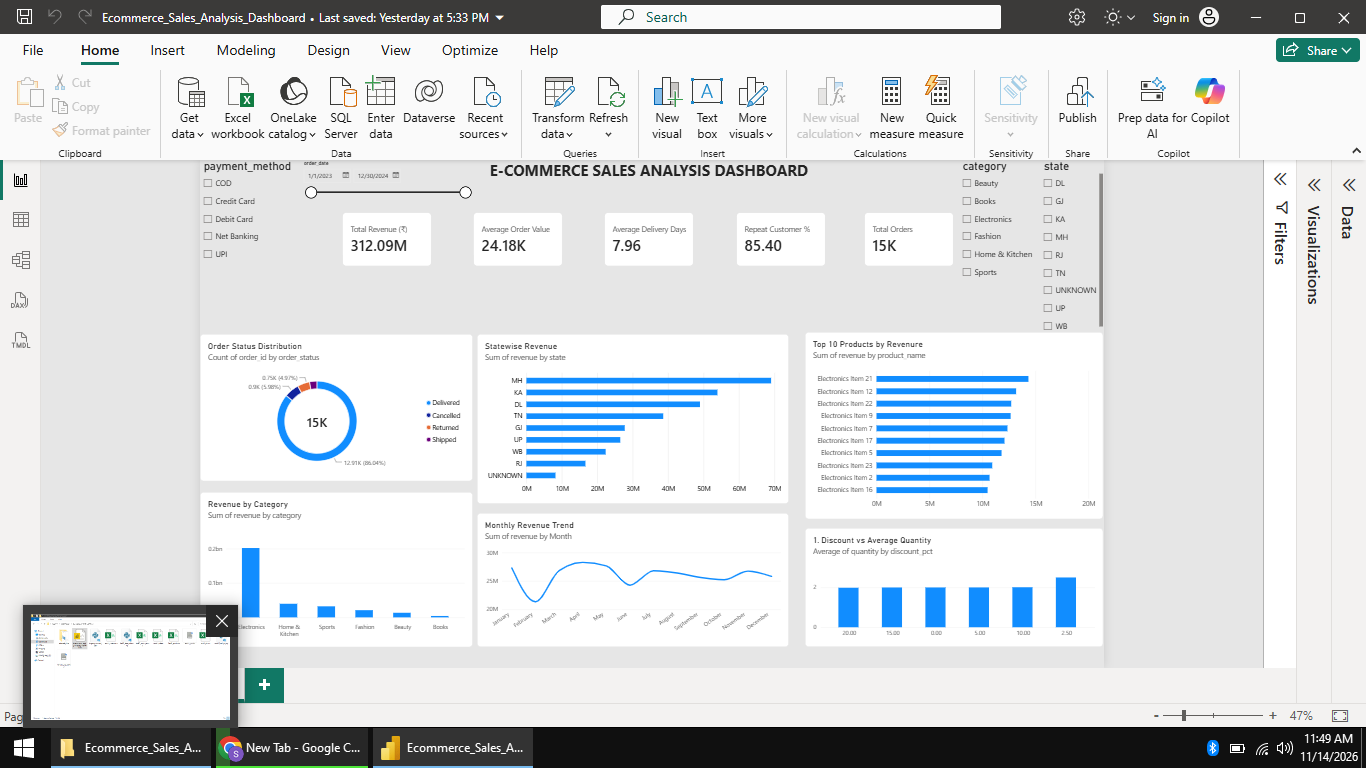 Ecommerce_Sales_Analysis_Dashboard • Last saved: Yesterday at 5:33 PM
Search
Sign in
File Home Insert Modeling Design View Optimize Help
Share
Paste
Cut
Copy
Format painter
Clipboard
Get data
Excel workbook
OneLake catalog
SQL Server
Enter data
Dataverse
Recent sources
Data
Transform data
Refresh
Queries
New visual
Text box
More visuals
Insert
New visual calculation
New measure
Quick measure
Calculations
Sensitivity
Sensitivity
Publish
Share
Prep data for AI
Copilot
Copilot
DAX
TMDL
payment_method
COD
Credit Card
Debit Card
Net Banking
UPI
order_date
1/1/2023 12/30/2024
E-COMMERCE SALES ANALYSIS DASHBOARD
category
Beauty
Books
Electronics
Fashion
Home & Kitchen
Sports
state
DL
GJ
KA
MH
RJ
TN
UNKNOWN
UP
WB
Total Revenue (₹)
312.09M
Average Order Value
24.18K
Average Delivery Days
7.96
Repeat Customer %
85.40
Total Orders
15K
Order Status Distribution
Count of order_id by order_status
0.75K (4.97%)
0.9K (5.98%)
15K
12.91K (86.04%)
Delivered
Cancelled
Returned
Shipped
Statewise Revenue
Sum of revenue by state
MH
KA
DL
TN
GJ
UP
WB
RJ
UNKNOWN
0M 10M 20M 30M 40M 50M 60M 70M
Top 10 Products by Revenure
Sum of revenue by product_name
Electronics Item 21
Electronics Item 12
Electronics Item 22
Electronics Item 9
Electronics Item 7
Electronics Item 17
Electronics Item 5
Electronics Item 23
Electronics Item 2
Electronics Item 16
0M 5M 10M 15M 20M
Revenue by Category
Sum of revenue by category
0.2bn
0.1bn
Electronics Home & Kitchen Sports Fashion Beauty Books
Monthly Revenue Trend
Sum of revenue by Month
30M
25M
20M
January February March April May June July August September October November December
1. Discount vs Average Quantity
Average of quantity by discount_pct
2
0
20.00 15.00 0.00 5.00 10.00 2.50
Filters
Visualizations
Data
Pag
- + 47%
Ecommerce_Sales_A...
S
New Tab - Google C...
Ecommerce_Sales_A...
11:49 AM
11/14/2026